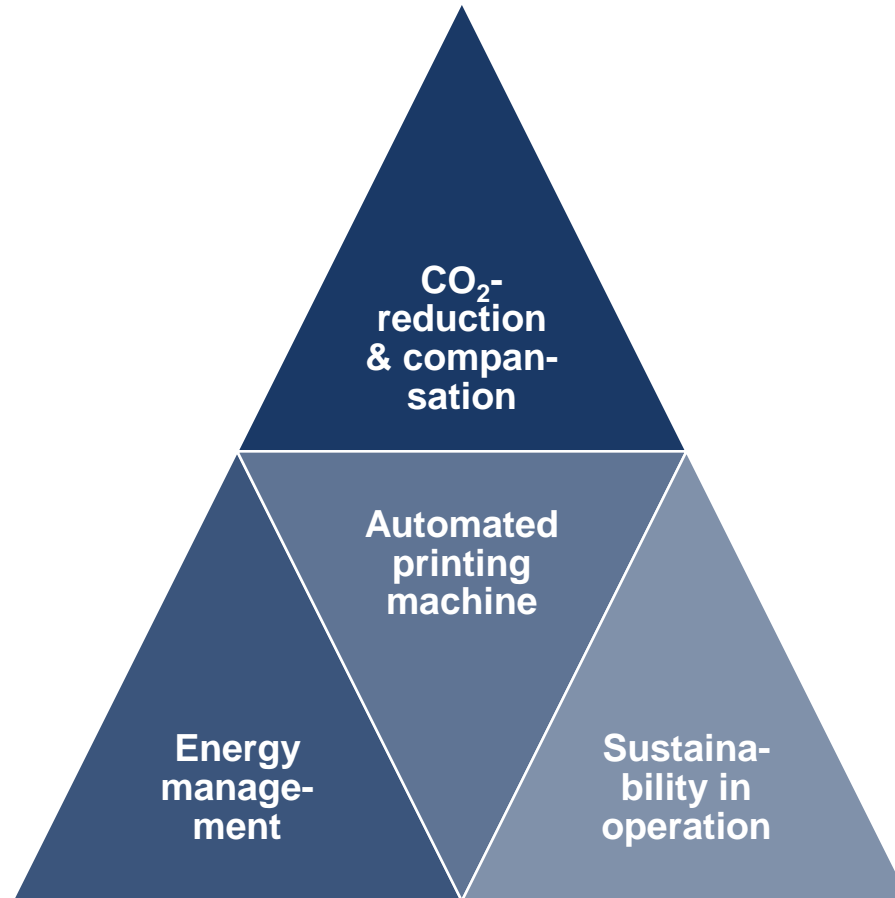 CO₂-
reduction
& compan-
sation
Automated
printing
machine
Energy
manage-
ment
Sustaina-
bility in
operation